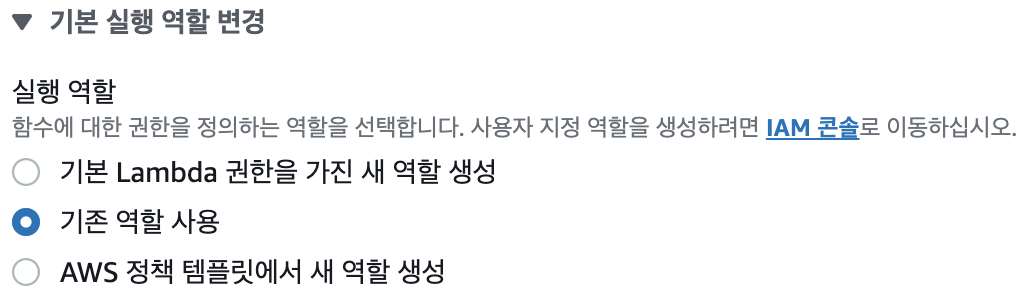 기본 실행 역할 변경
실행 역할
함수에 대한 권한을 정의하는 역할을 선택합니다. 사용자 지정 역할을 생성하려면 IAM 콘솔로 이동하십시오.
기본 Lambda 권한을 가진 새 역할 생성
기존 역할 사용
AWS 정책 템플릿에서 새 역할 생성